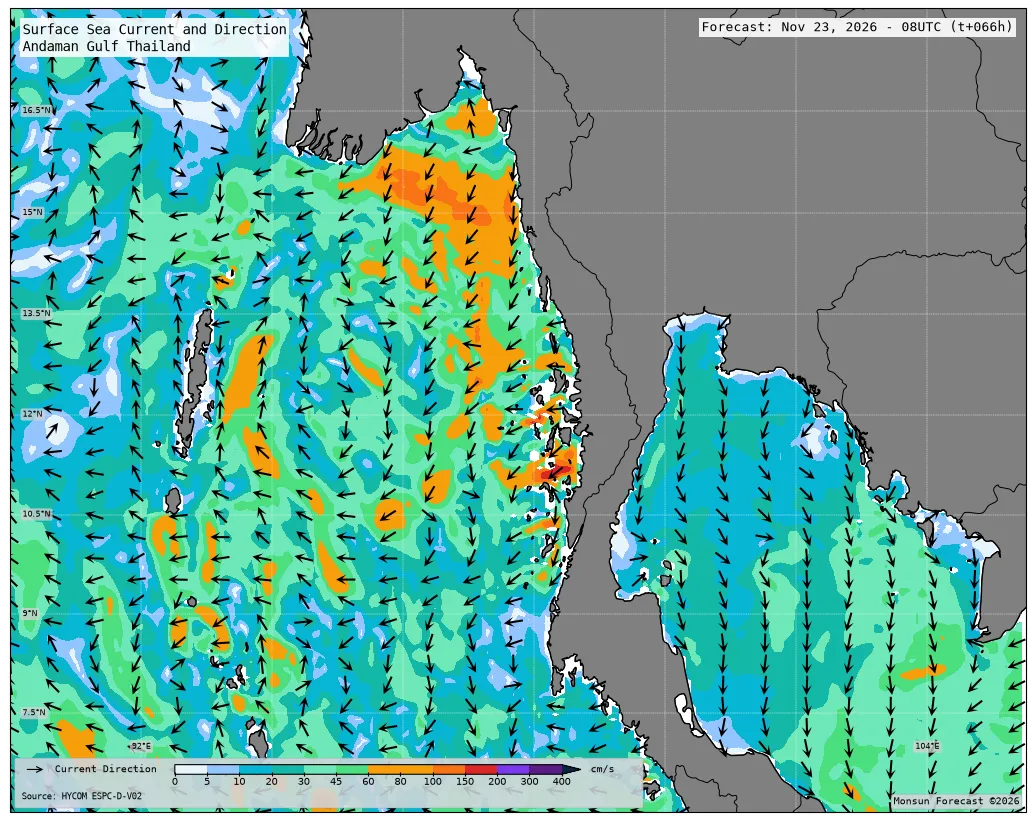 Surface Sea Current and Direction
Andaman Gulf Thailand
Forecast: Nov 23, 2026 - 08UTC (t+066h)
16.5°N
15°N
13.5°N
12°N
10.5°N
9°N
7.5°N
92°E
104°E
Current Direction
cm/s
0 5 10 20 30 45 60 80 100 150 200 300 400
Source: HYCOM ESPC-D-V02
Monsun Forecast ©2026